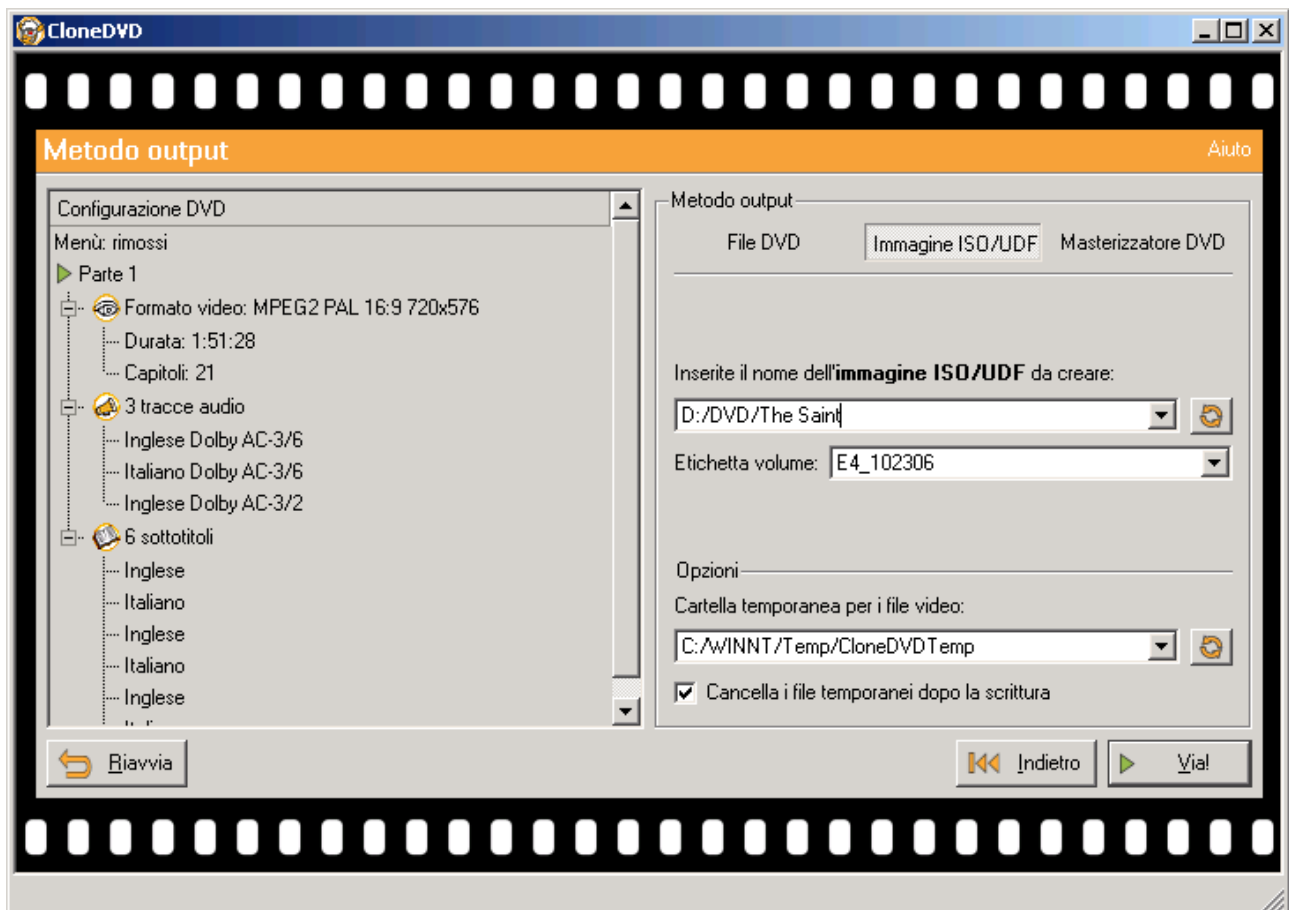 CloneDVD
Metodo output
Aiuto
Configurazione DVD
Menù: rimossi
Parte 1
Formato video: MPEG2 PAL 16:9 720x576
Durata: 1:51:28
Capitoli: 21
3 tracce audio
Inglese Dolby AC-3/6
Italiano Dolby AC-3/6
Inglese Dolby AC-3/2
6 sottotitoli
Inglese
Italiano
Inglese
Italiano
Inglese
Metodo output
File DVD
Immagine ISO/UDF
Masterizzatore DVD
Inserite il nome dell'immagine ISO/UDF da creare:
D:/DVD/The Saint
Etichetta volume: E4_102306
Opzioni
Cartella temporanea per i file video:
C:/WINNT/Temp/CloneDVDTemp
Cancella i file temporanei dopo la scrittura
Riavvia
Indietro
Via!